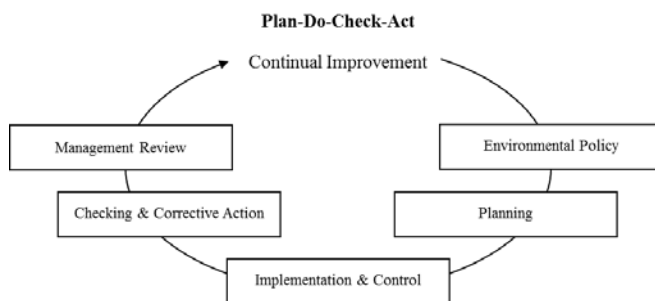 Plan-Do-Check-Act
Continual Improvement
Management Review
Environmental Policy
Checking & Corrective Action
Planning
Implementation & Control